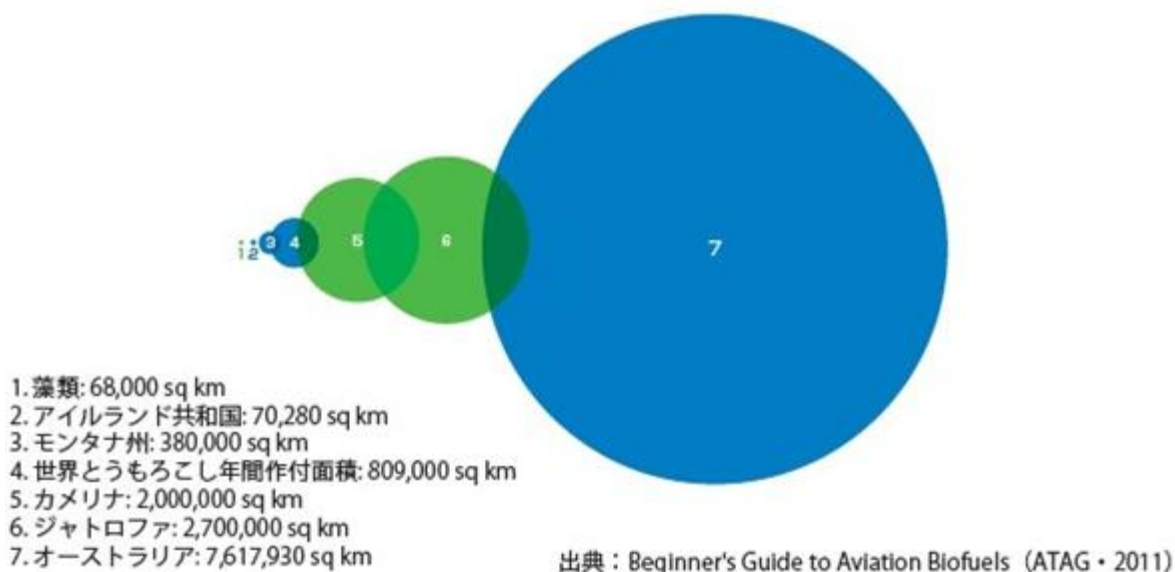 1
2
3
4
5
6
7
1. 藻類: 68,000 sq km
2. アイルランド共和国: 70,280 sq km
3. モンタナ州: 380,000 sq km
4. 世界とうもろこし年間作付面積: 809,000 sq km
5. カメリナ: 2,000,000 sq km
6. ジャトロファ: 2,700,000 sq km
7. オーストラリア: 7,617,930 sq km
出典：Beginner's Guide to Aviation Biofuels（ATAG・2011）